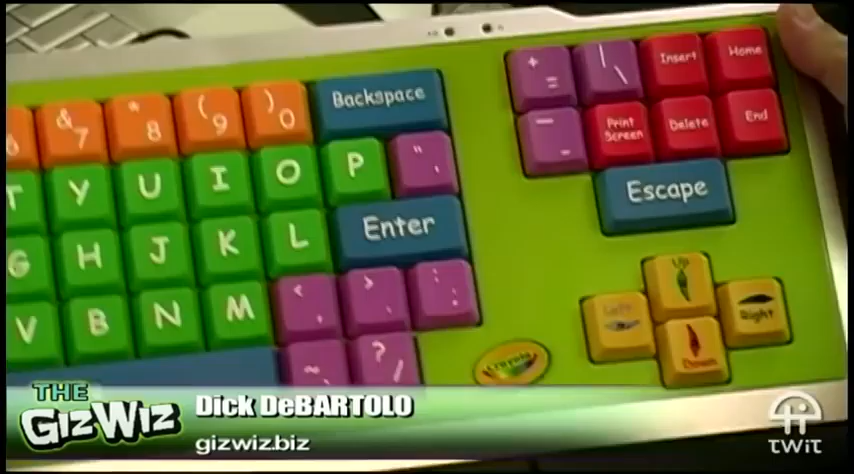 + =
| \
Insert
Home
Backspace
& 7
* 8
( 9
) 0
— -
Print Screen
Delete
End
T Y U I O P " '
Escape
Enter
G H J K L
Up
Left
Right
Down
V B N M < , > . : ;
~ ? /
Crayola
THE
GIZWIZ
Dick DeBARTOLO
gizwiz.biz
TWiT